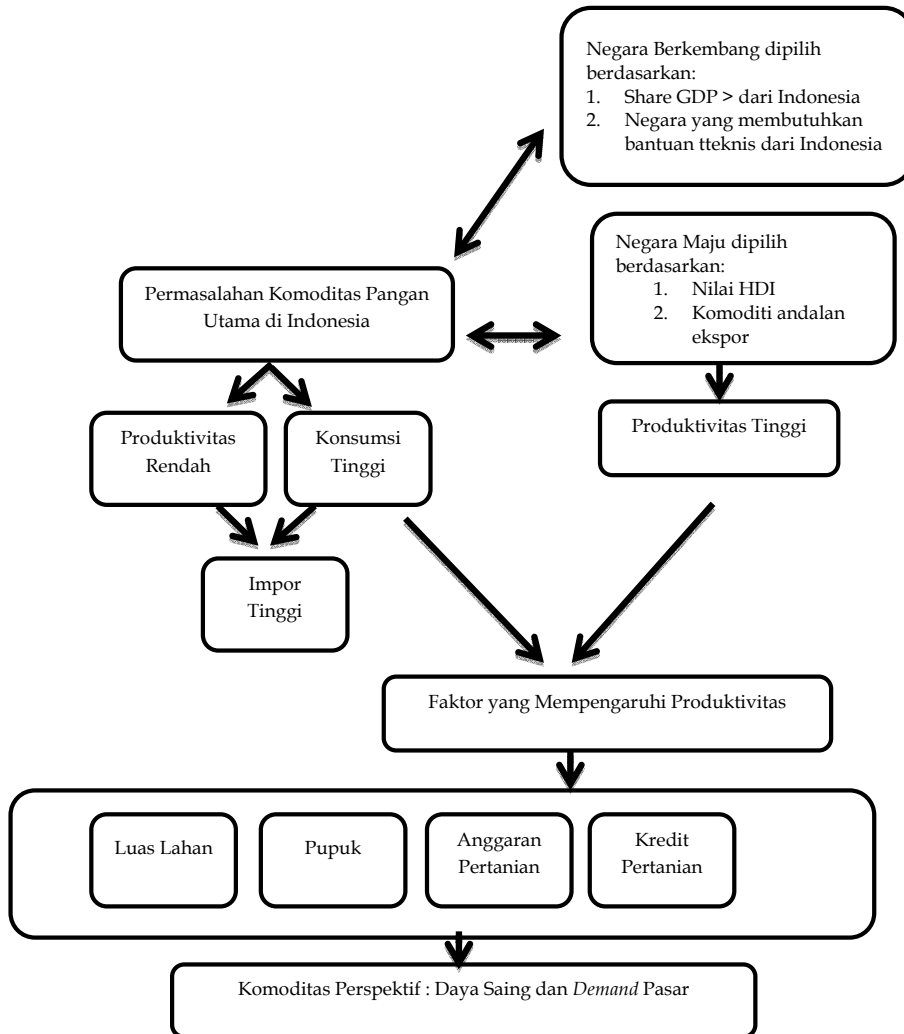 Negara Berkembang dipilih
berdasarkan:
1. Share GDP > dari Indonesia
2. Negara yang membutuhkan
bantuan tteknis dari Indonesia
Negara Maju dipilih
berdasarkan:
1. Nilai HDI
2. Komoditi andalan
ekspor
Permasalahan Komoditas Pangan
Utama di Indonesia
Produktivitas
Rendah
Konsumsi
Tinggi
Produktivitas Tinggi
Impor
Tinggi
Faktor yang Mempengaruhi Produktivitas
Luas Lahan
Pupuk
Anggaran
Pertanian
Kredit
Pertanian
Komoditas Perspektif : Daya Saing dan Demand Pasar